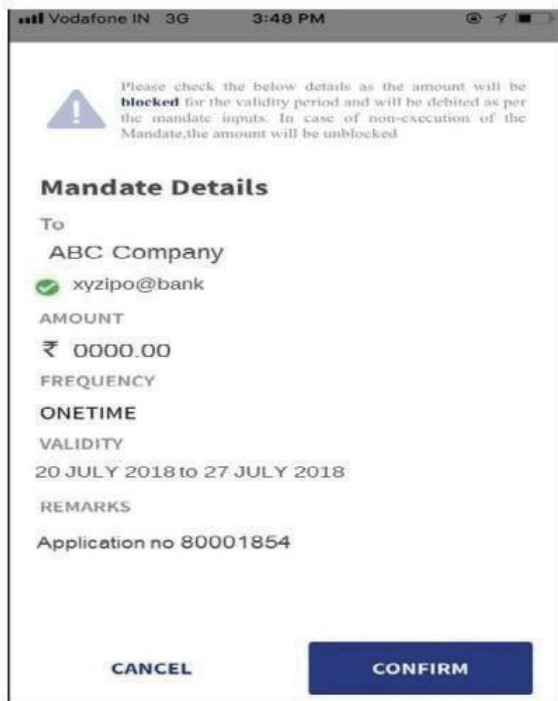 Vodafone IN 3G 3:48 PM
Please check the below details as the amount will be
blocked for the validity period and will be debited as per
the mandate inputs. In case of non-execution of the
Mandate,the amount will be unblocked
Mandate Details
To
ABC Company
xyzipo@bank
AMOUNT
₹ 0000.00
FREQUENCY
ONETIME
VALIDITY
20 JULY 2018 to 27 JULY 2018
REMARKS
Application no 80001854
CANCEL CONFIRM